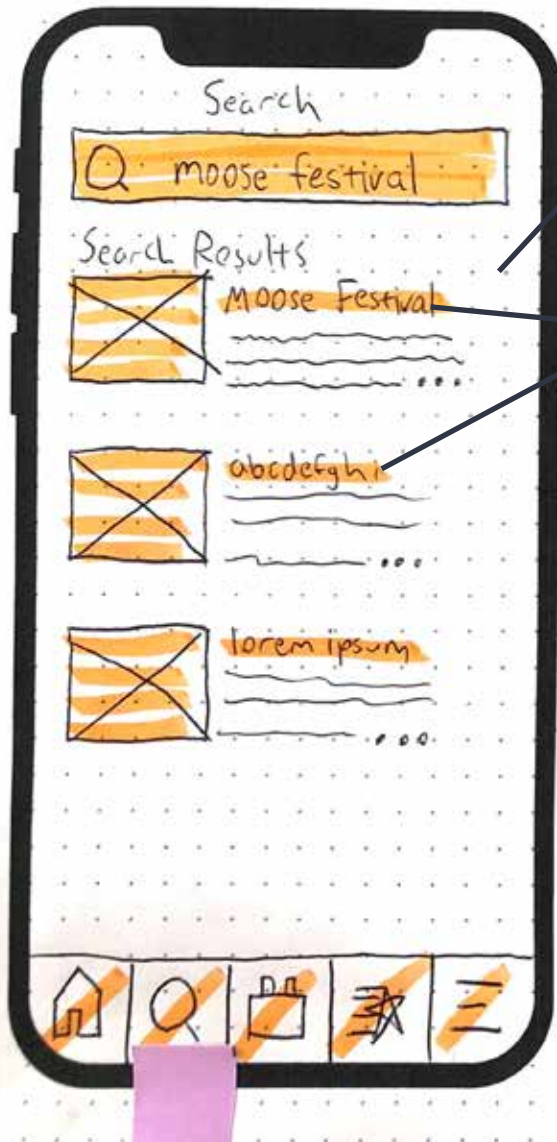 Search
moose festival
Search Results
Moose Festival
abcdefghi
lorem ipsum